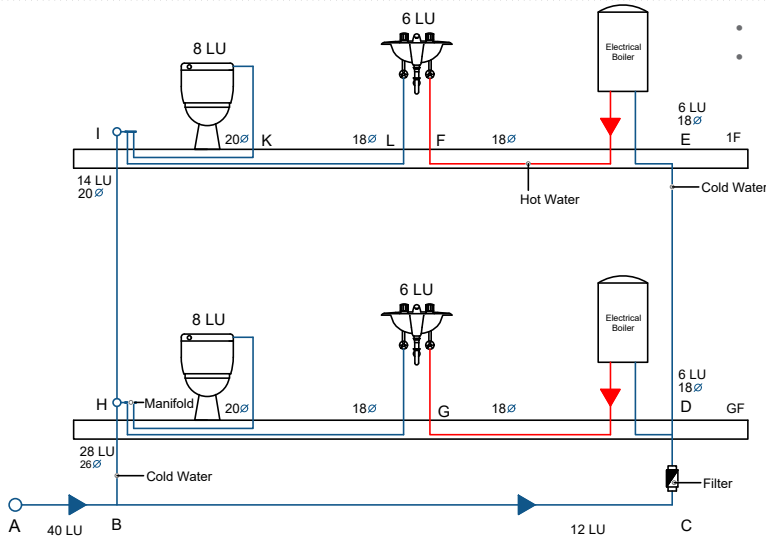 6 LU
8 LU
Electrical
Boiler
6 LU
18⌀
I
20⌀
K
18⌀
L
F
18⌀
E
1F
14 LU
20⌀
Hot Water
Cold Water
6 LU
8 LU
Electrical
Boiler
6 LU
18⌀
H
Manifold
20⌀
18⌀
G
18⌀
D
GF
28 LU
26⌀
Cold Water
Filter
A
40 LU
B
12 LU
C